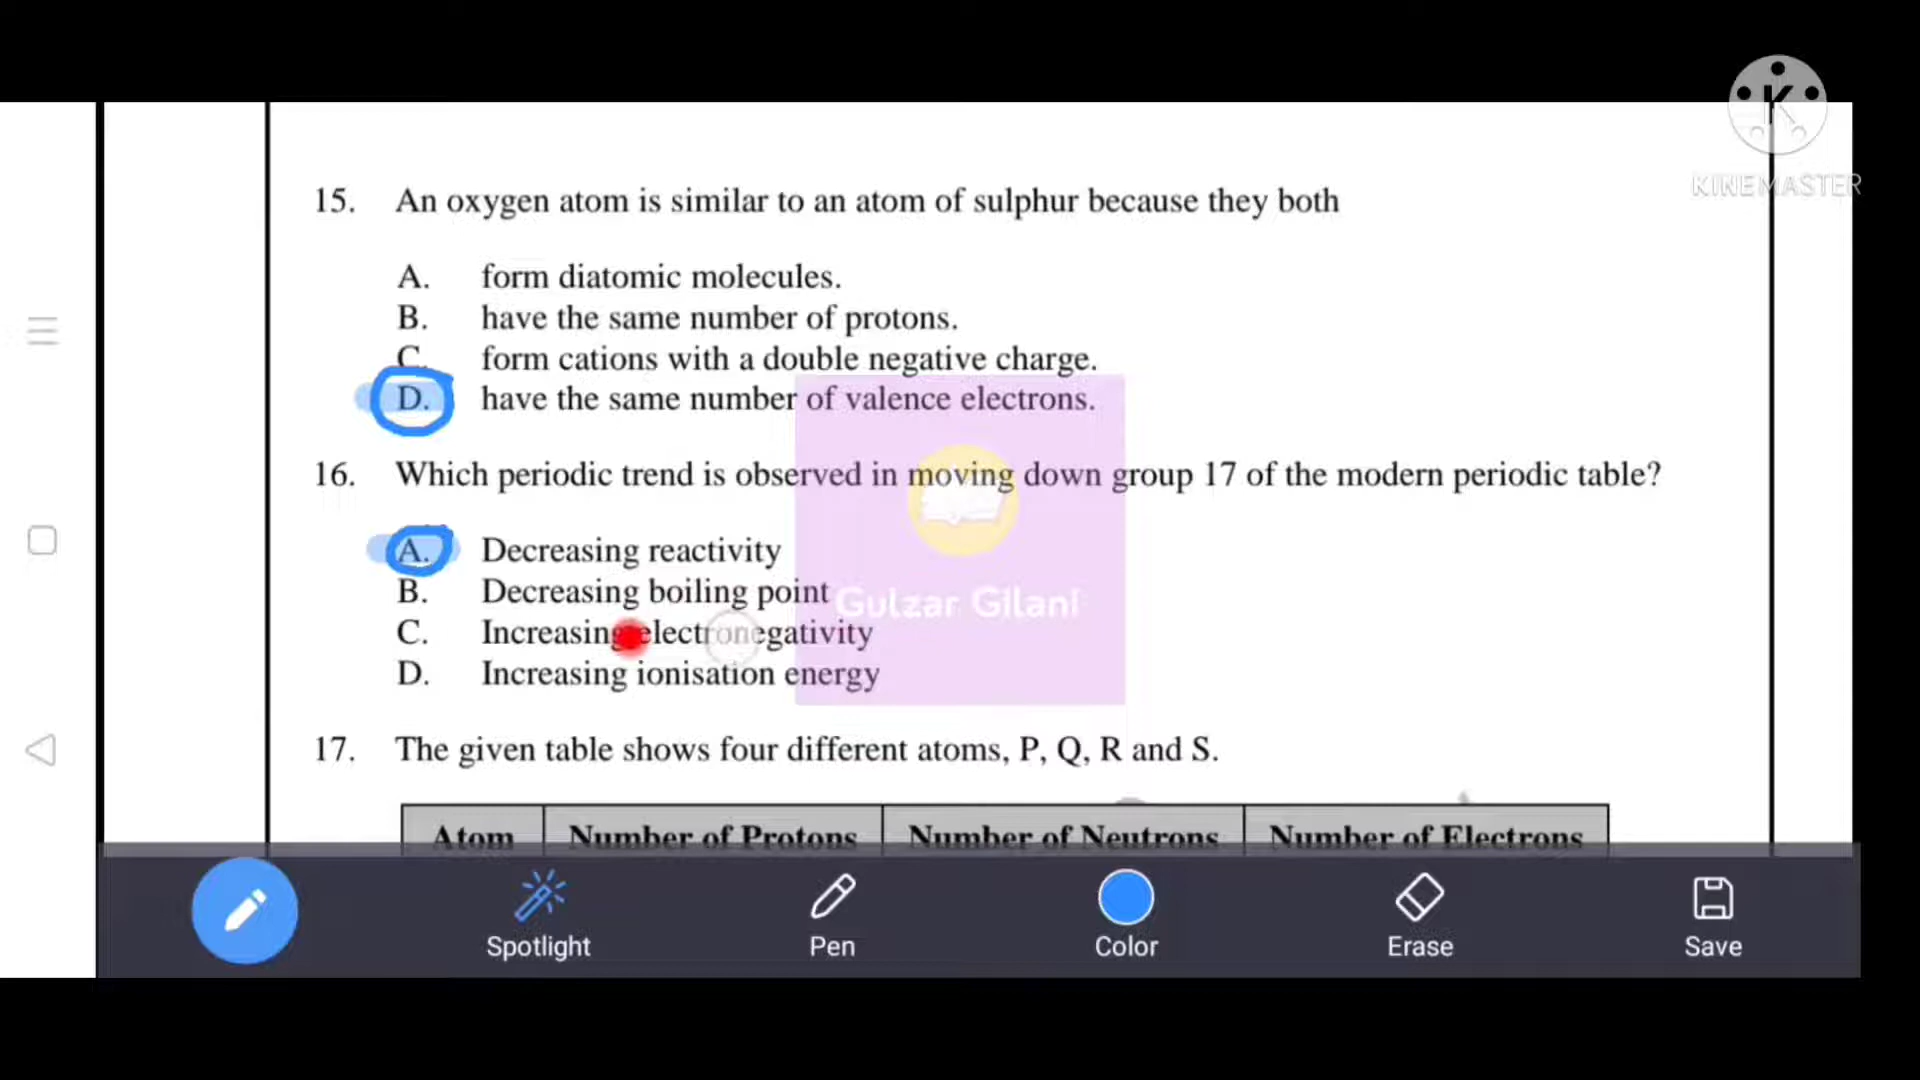 KINEMASTER
15. An oxygen atom is similar to an atom of sulphur because they both
A. form diatomic molecules.
B. have the same number of protons.
C. form cations with a double negative charge.
D. have the same number of valence electrons.
16. Which periodic trend is observed in moving down group 17 of the modern periodic table?
A. Decreasing reactivity
B. Decreasing boiling point
Gulzar Gilani
C. Increasing electronegativity
D. Increasing ionisation energy
17. The given table shows four different atoms, P, Q, R and S.
Atom Number of Protons Number of Neutrons Number of Electrons
Spotlight Pen Color Erase Save